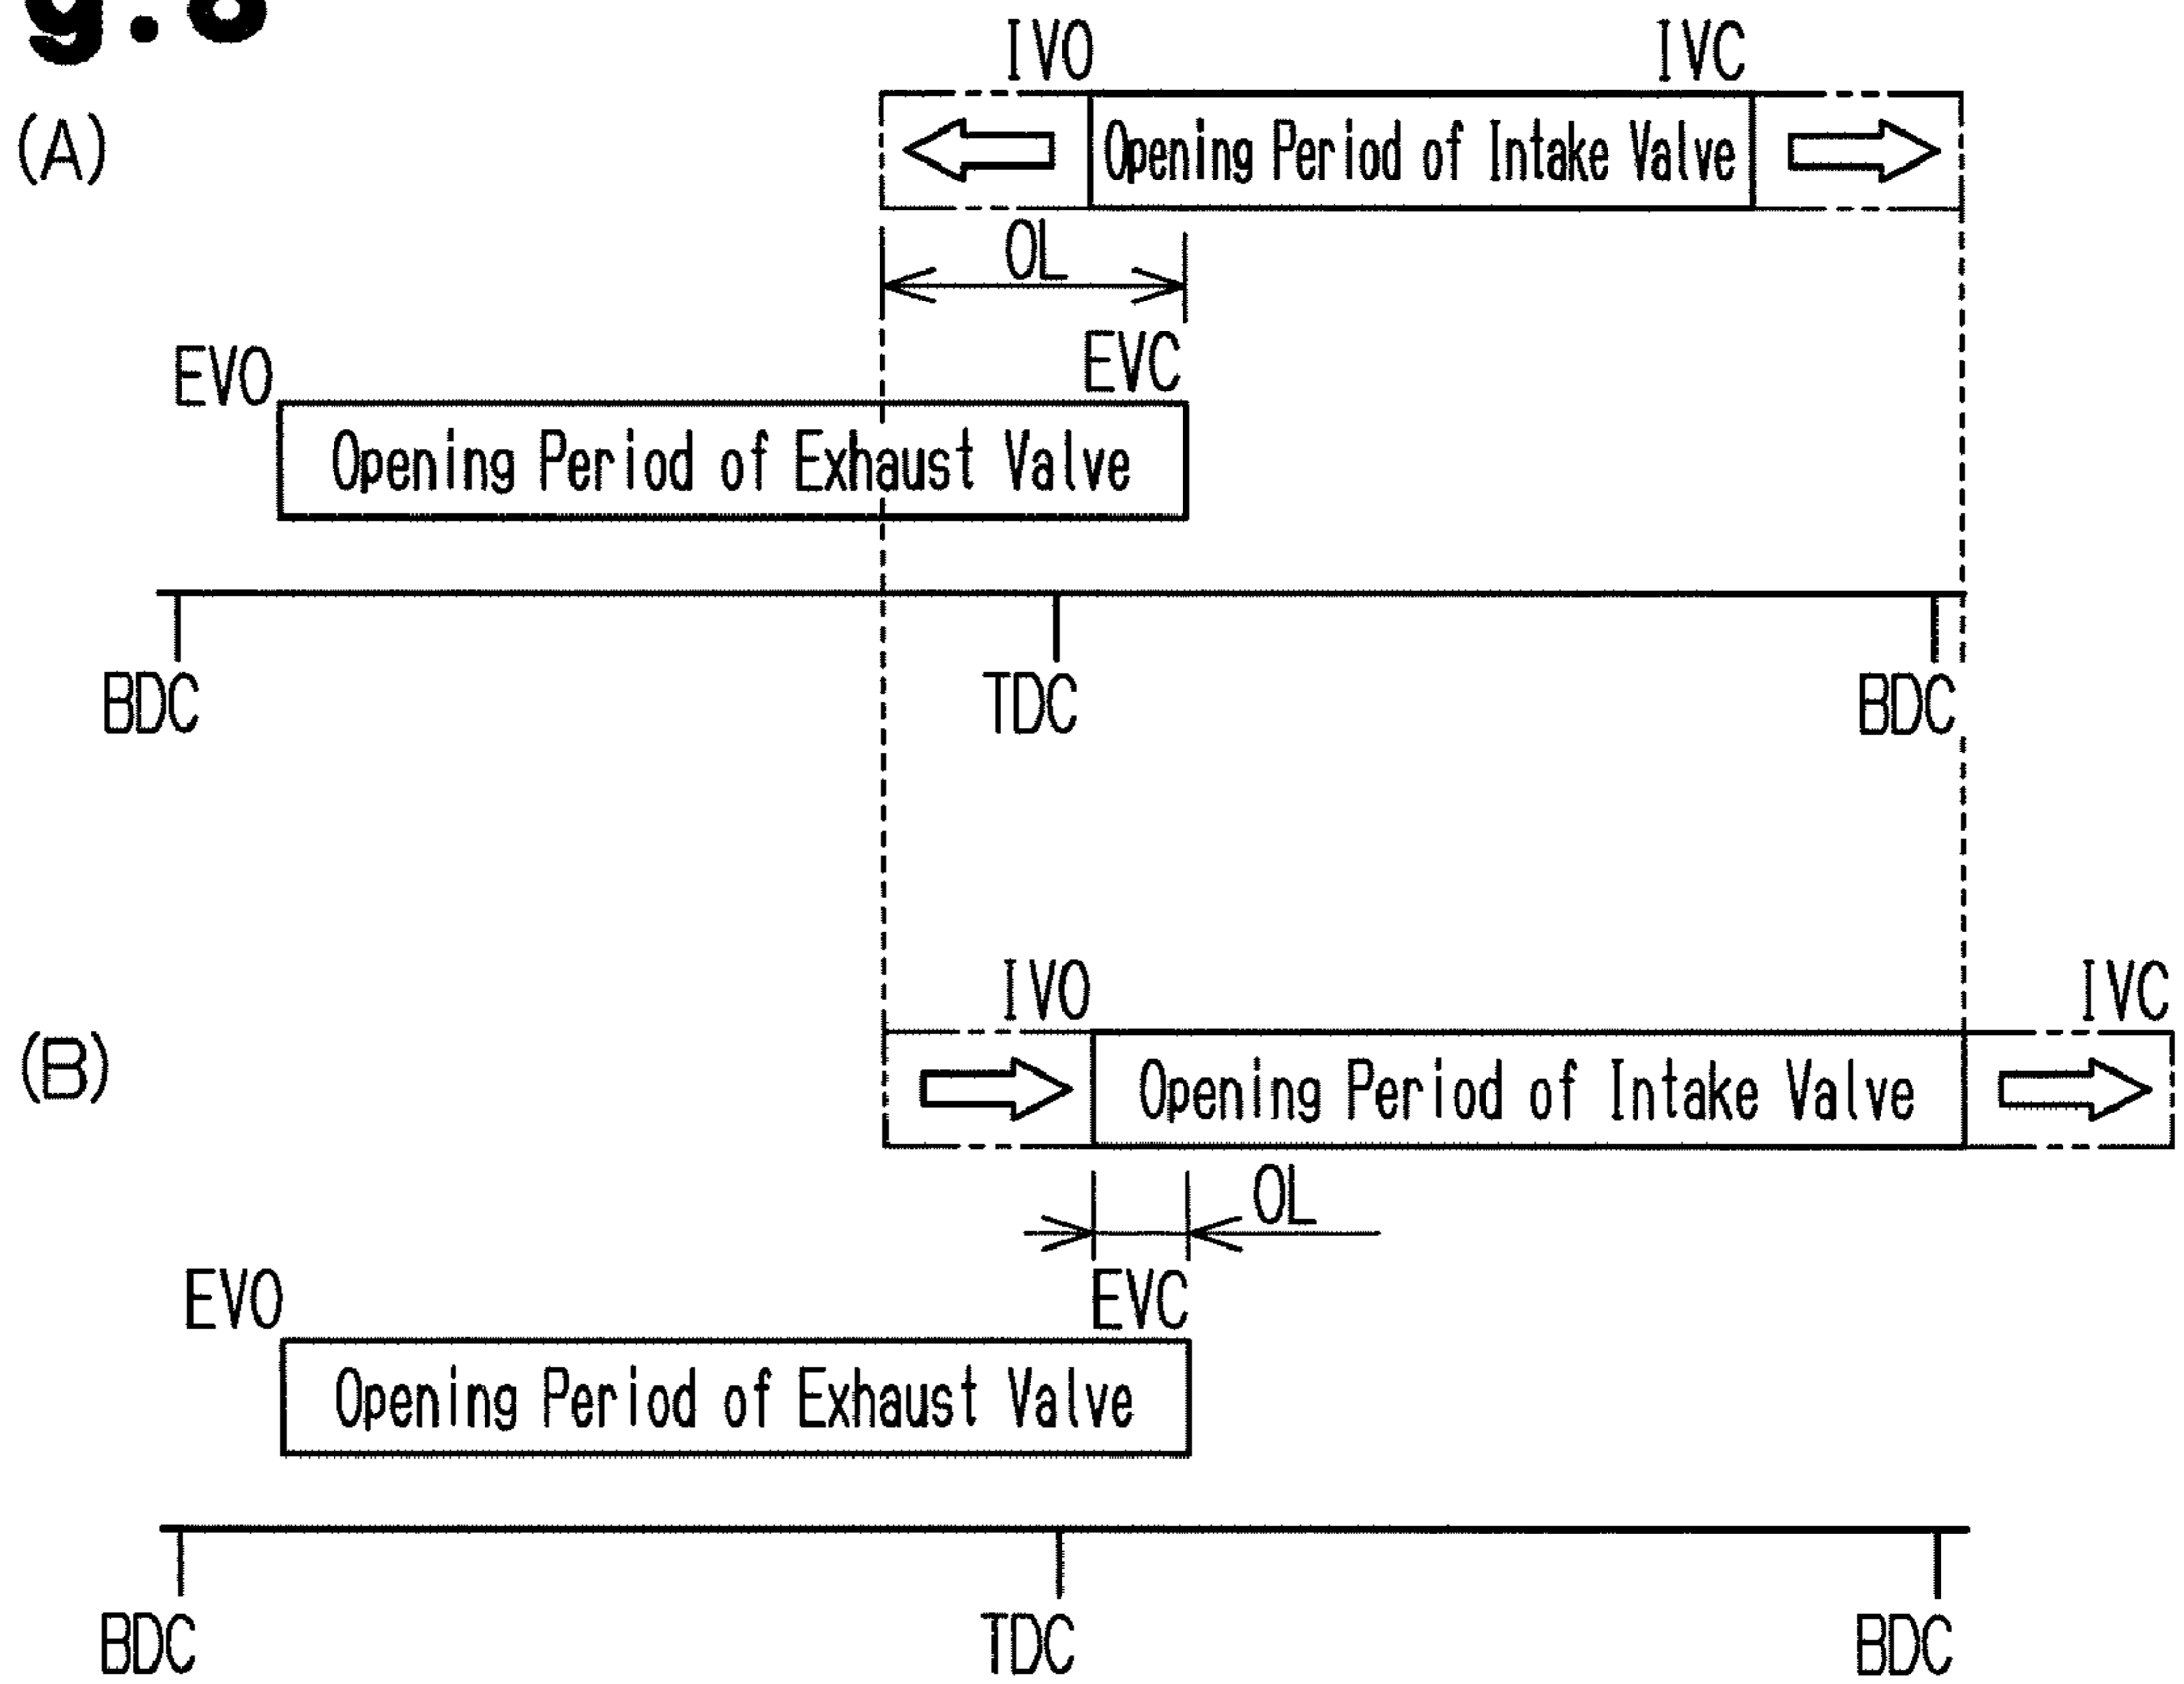 g.8
IVO IVC
(A)
Opening Period of Intake Valve
OL
EVO EVC
Opening Period of Exhaust Valve
BDC TDC BDC
IVO IVC
(B)
Opening Period of Intake Valve
OL
EVO EVC
Opening Period of Exhaust Valve
BDC TDC BDC